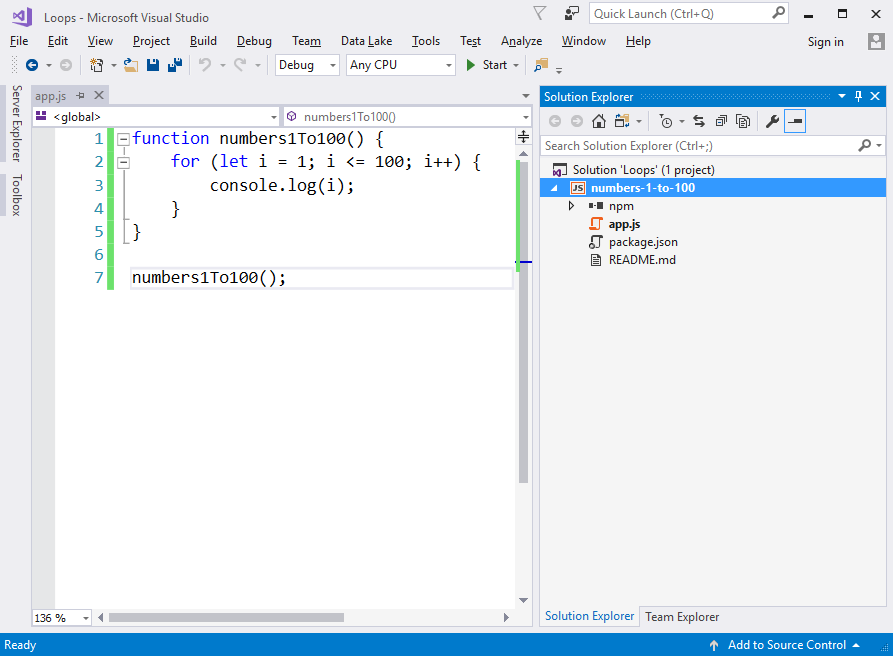 Loops - Microsoft Visual Studio
Quick Launch (Ctrl+Q)
File Edit View Project Build Debug Team Data Lake Tools Test Analyze Window Help Sign in
Debug Any CPU Start
Server Explorer
Toolbox
app.js
<global> numbers1To100()
1 function numbers1To100() {
2 for (let i = 1; i <= 100; i++) {
3 console.log(i);
4 }
5 }
6
7 numbers1To100();
136 %
Solution Explorer
Search Solution Explorer (Ctrl+;)
Solution 'Loops' (1 project)
JS numbers-1-to-100
npm
app.js
package.json
README.md
Solution Explorer Team Explorer
Ready Add to Source Control